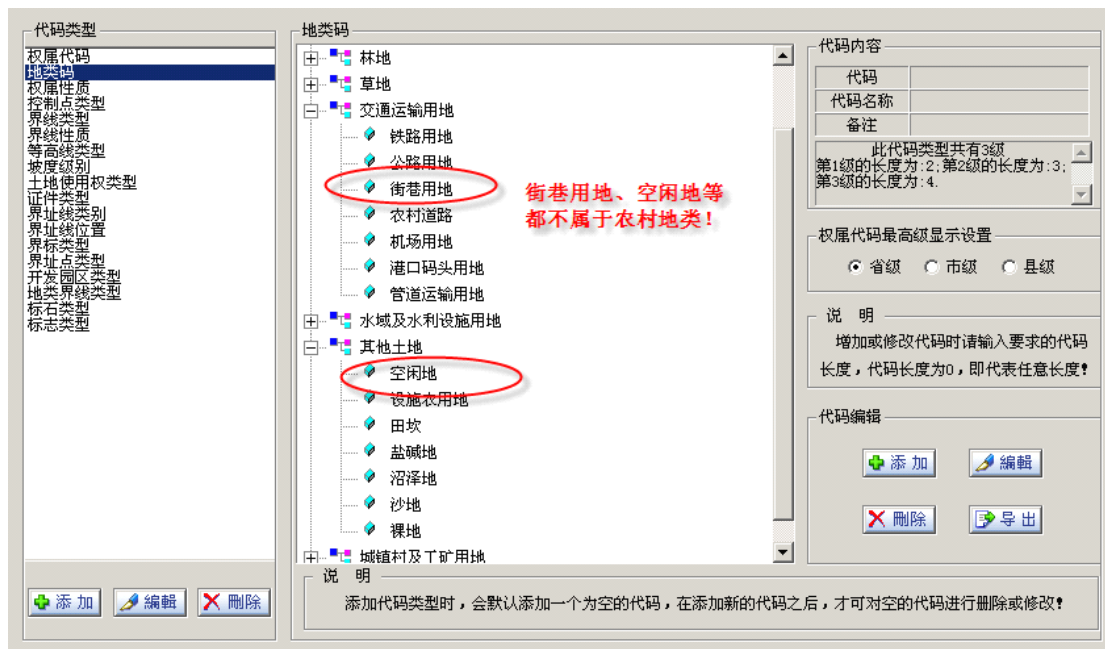 代码类型
权属代码
地类码
权属性质
控制点类型
界线类型
界线性质
等高线类型
坡度级别
土地使用权类型
证件类型
界址线类别
界址线位置
界标类型
界址点类型
开发园区类型
地类界线类型
标石类型
标志类型
添 加
编辑
删除
地类码
林地
草地
交通运输用地
铁路用地
公路用地
街巷用地
农村道路
机场用地
港口码头用地
管道运输用地
水域及水利设施用地
其他土地
空闲地
设施农用地
田坎
盐碱地
沼泽地
沙地
裸地
城镇村及工矿用地
街巷用地、空闲地等
都不属于农村地类！
代码内容
代码
代码名称
备注
此代码类型共有3级
第1级的长度为:2;第2级的长度为:3;
第3级的长度为:4.
权属代码最高级显示设置
省级 市级 县级
说 明
增加或修改代码时请输入要求的代码
长度，代码长度为0，即代表任意长度!
代码编辑
添 加
编辑
删除
导 出
说 明
添加代码类型时，会默认添加一个为空的代码，在添加新的代码之后，才可对空的代码进行删除或修改!